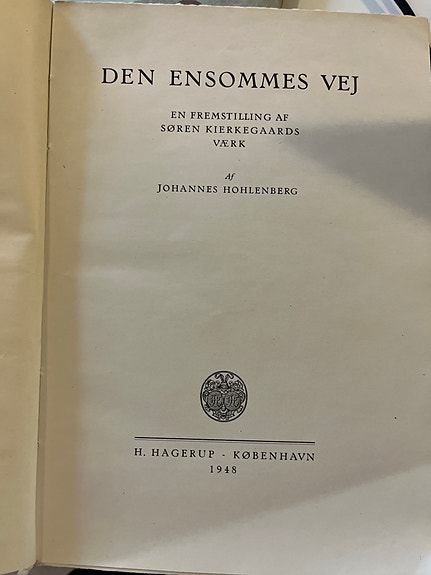 DEN ENSOMMES VEJ
EN FREMSTILLING AF
SØREN KIERKEGAARDS
VÆRK
Af
JOHANNES HOHLENBERG
H. HAGERUP - KØBENHAVN
1948